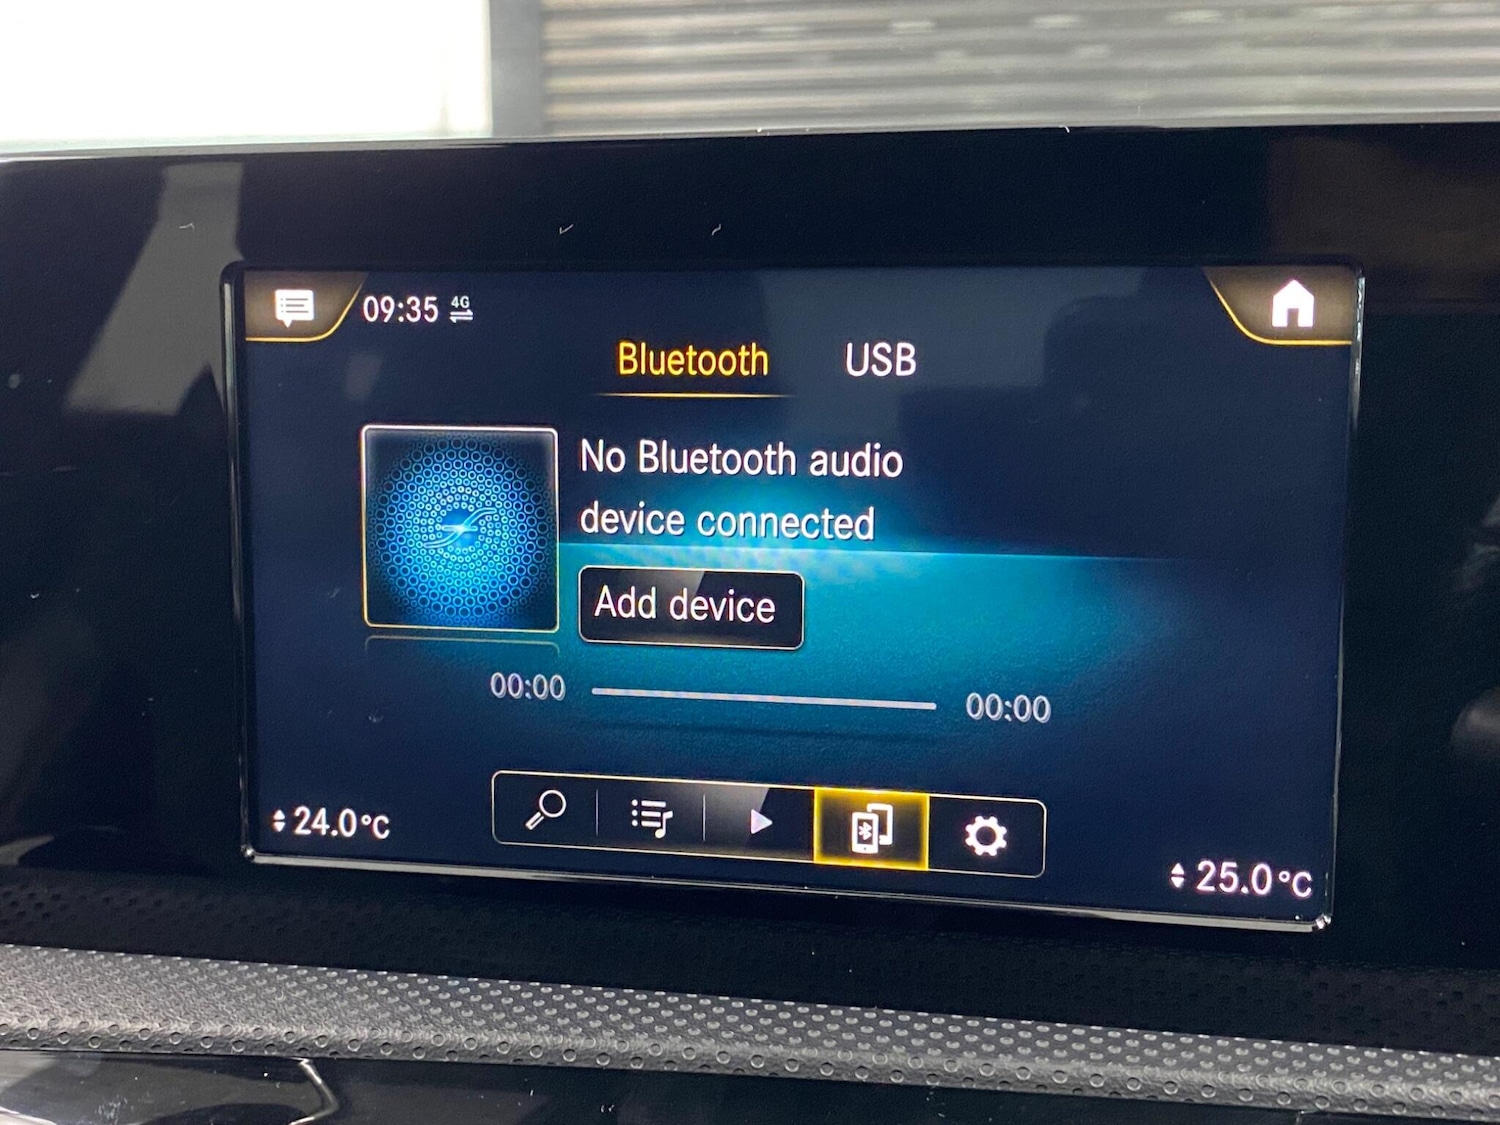 09:35 4G
Bluetooth USB
No Bluetooth audio
device connected
Add device
00:00 00:00
24.0°C
25.0°C